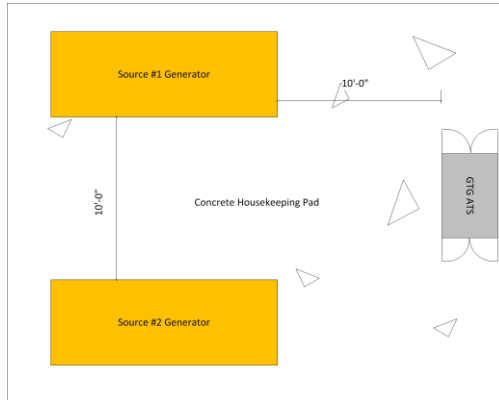 Source #1 Generator
10'-0"
10'-0"
Concrete Housekeeping Pad
GTG ATS
Source #2 Generator